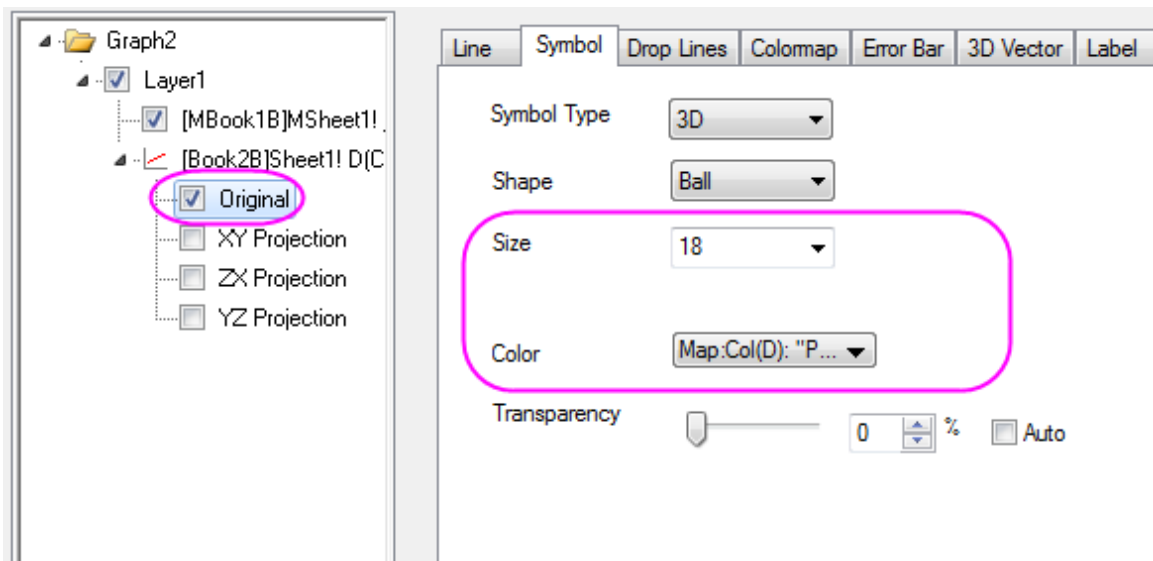 Graph2
Layer1
[MBook1B]MSheet1!
[Book2B]Sheet1! D(C
Original
XY Projection
ZX Projection
YZ Projection
Line Symbol Drop Lines Colormap Error Bar 3D Vector Label
Symbol Type 3D
Shape Ball
Size 18
Color Map:Col(D): "P...
Transparency 0 % Auto